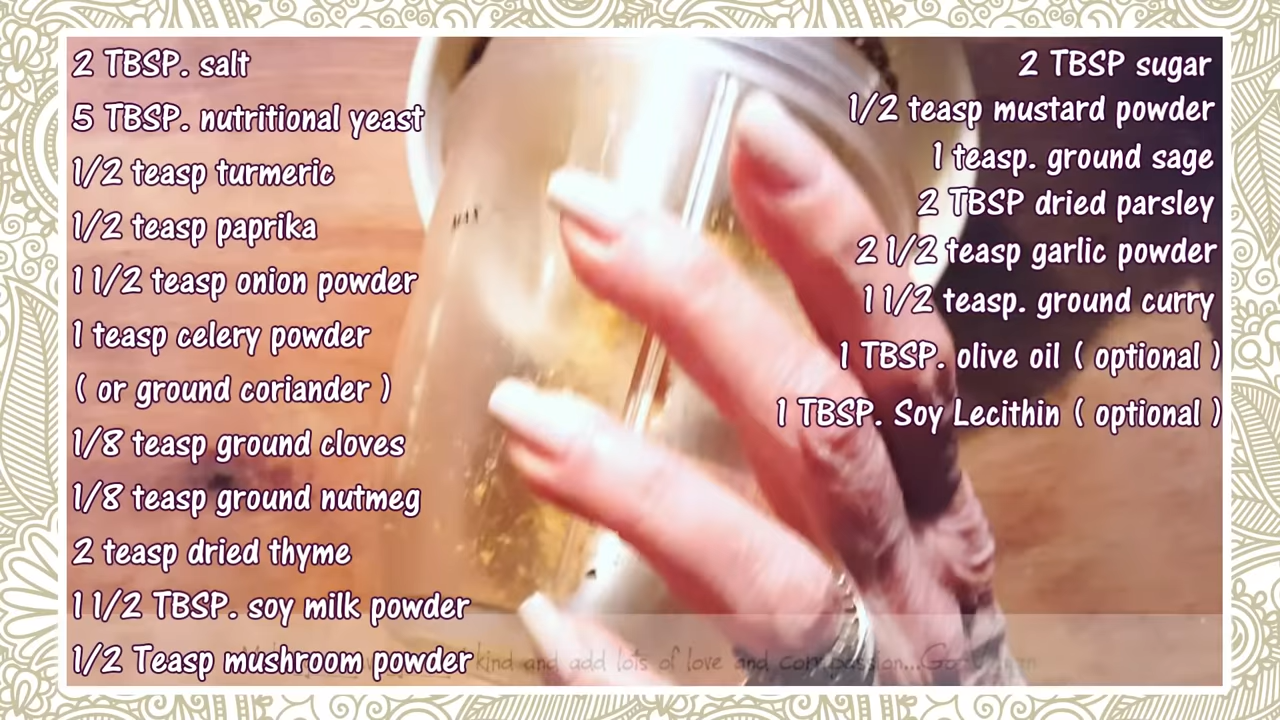 2 TBSP. salt
5 TBSP. nutritional yeast
1/2 teasp turmeric
1/2 teasp paprika
1 1/2 teasp onion powder
1 teasp celery powder
( or ground coriander )
1/8 teasp ground cloves
1/8 teasp ground nutmeg
2 teasp dried thyme
1 1/2 TBSP. soy milk powder
1/2 Teasp mushroom powder
2 TBSP sugar
1/2 teasp mustard powder
1 teasp. ground sage
2 TBSP dried parsley
2 1/2 teasp garlic powder
1 1/2 teasp. ground curry
1 TBSP. olive oil ( optional )
1 TBSP. Soy Lecithin ( optional )
MAX
kind and add lots of love and compassion...Go